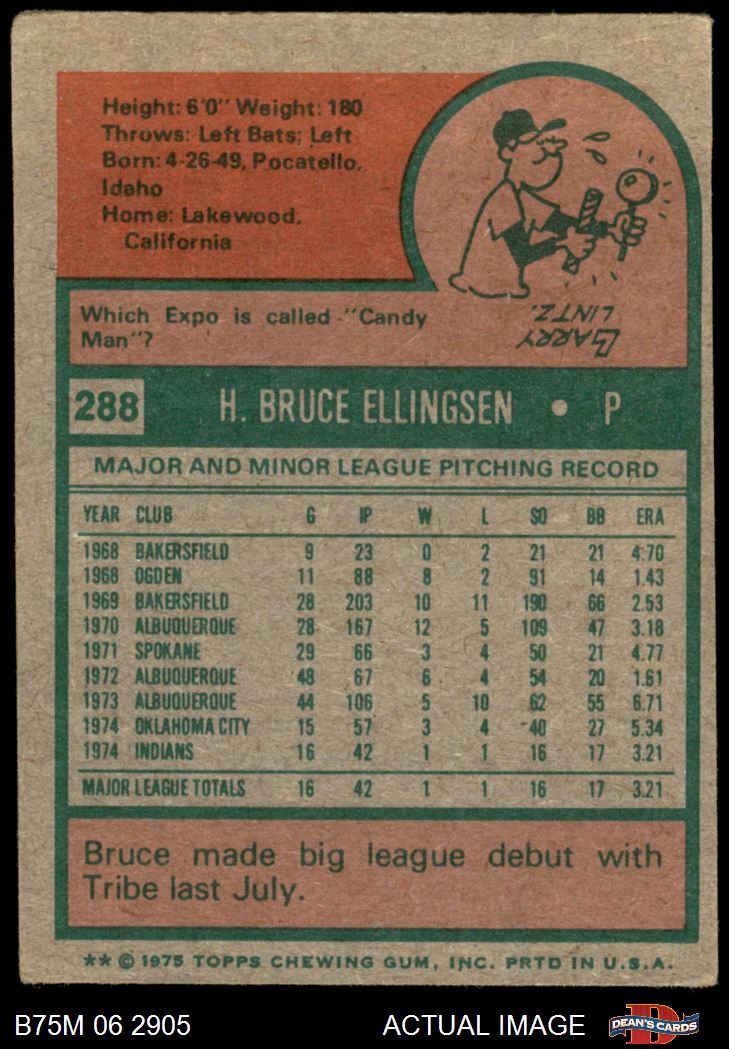 Height: 6'0" Weight: 180
Throws: Left Bats: Left
Born: 4-26-49, Pocatello,
Idaho
Home: Lakewood,
California
Which Expo is called "Candy
Man"?
BARRY
LINTZ.
288 H. BRUCE ELLINGSEN • P
MAJOR AND MINOR LEAGUE PITCHING RECORD
YEAR CLUB G IP W L SO BB ERA
1968 BAKERSFIELD 9 23 0 2 21 21 4.70
1968 OGDEN 11 88 8 2 91 14 1.43
1969 BAKERSFIELD 28 203 10 11 190 66 2.53
1970 ALBUQUERQUE 28 167 12 5 109 47 3.18
1971 SPOKANE 29 66 3 4 50 21 4.77
1972 ALBUQUERQUE 48 67 6 4 54 20 1.61
1973 ALBUQUERQUE 44 106 5 10 62 55 6.71
1974 OKLAHOMA CITY 15 57 3 4 40 27 5.34
1974 INDIANS 16 42 1 1 16 17 3.21
MAJOR LEAGUE TOTALS 16 42 1 1 16 17 3.21
Bruce made big league debut with
Tribe last July.
** © 1975 TOPPS CHEWING GUM, INC. PRTD IN U.S.A.
B75M 06 2905 ACTUAL IMAGE DEAN'S CARDS